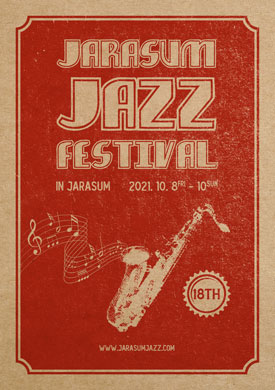 JARASUM
JAZZ
FESTIVAL
IN JARASUM 2021. 10. 8FRI - 10SUN
18TH
WWW.JARASUMJAZZ.COM